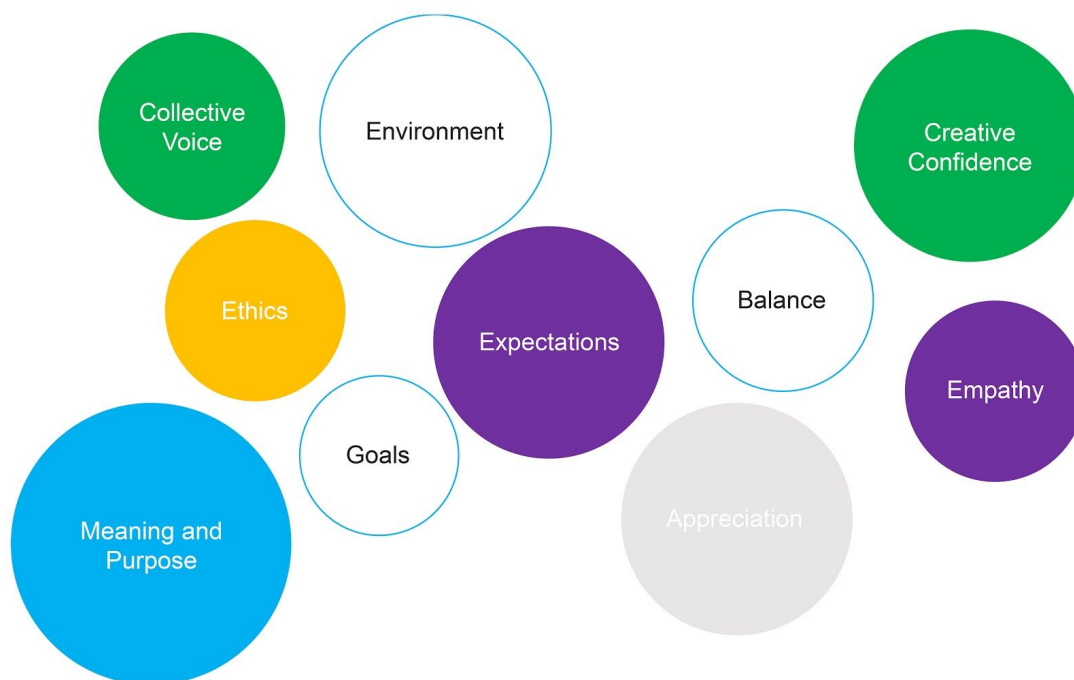 Collective
Voice
Environment
Creative
Confidence
Ethics
Expectations
Balance
Empathy
Goals
Meaning and
Purpose
Appreciation